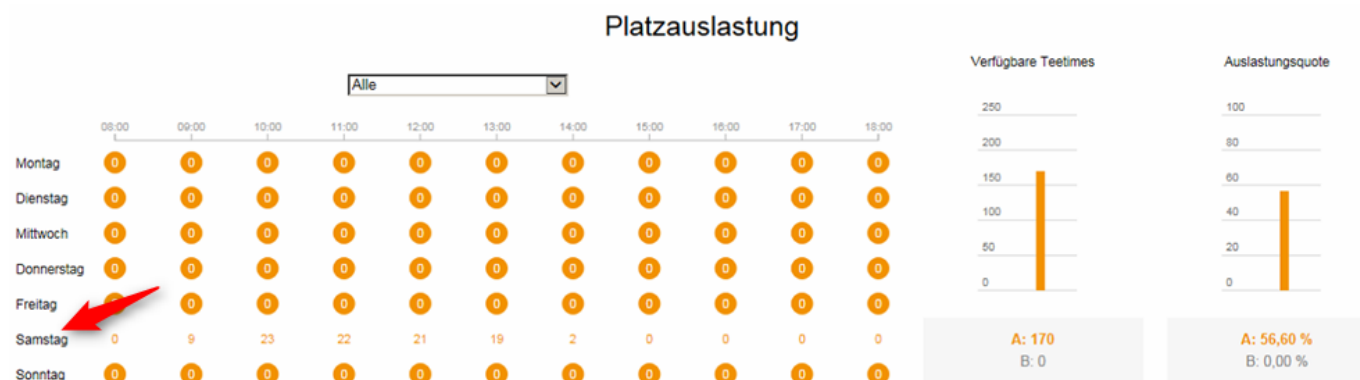 Platzauslastung
Alle
08:00 09:00 10:00 11:00 12:00 13:00 14:00 15:00 16:00 17:00 18:00
Montag 0 0 0 0 0 0 0 0 0 0 0
Dienstag 0 0 0 0 0 0 0 0 0 0 0
Mittwoch 0 0 0 0 0 0 0 0 0 0 0
Donnerstag 0 0 0 0 0 0 0 0 0 0 0
Freitag 0 0 0 0 0 0 0 0 0 0
Samstag 0 9 23 22 21 19 2 0 0 0 0
Sonntag 0 0 0 0 0 0 0 0 0 0 0
Verfügbare Teetimes
250
200
150
100
50
0
A: 170
B: 0
Auslastungsquote
100
80
60
40
20
0
A: 56,60 %
B: 0,00 %